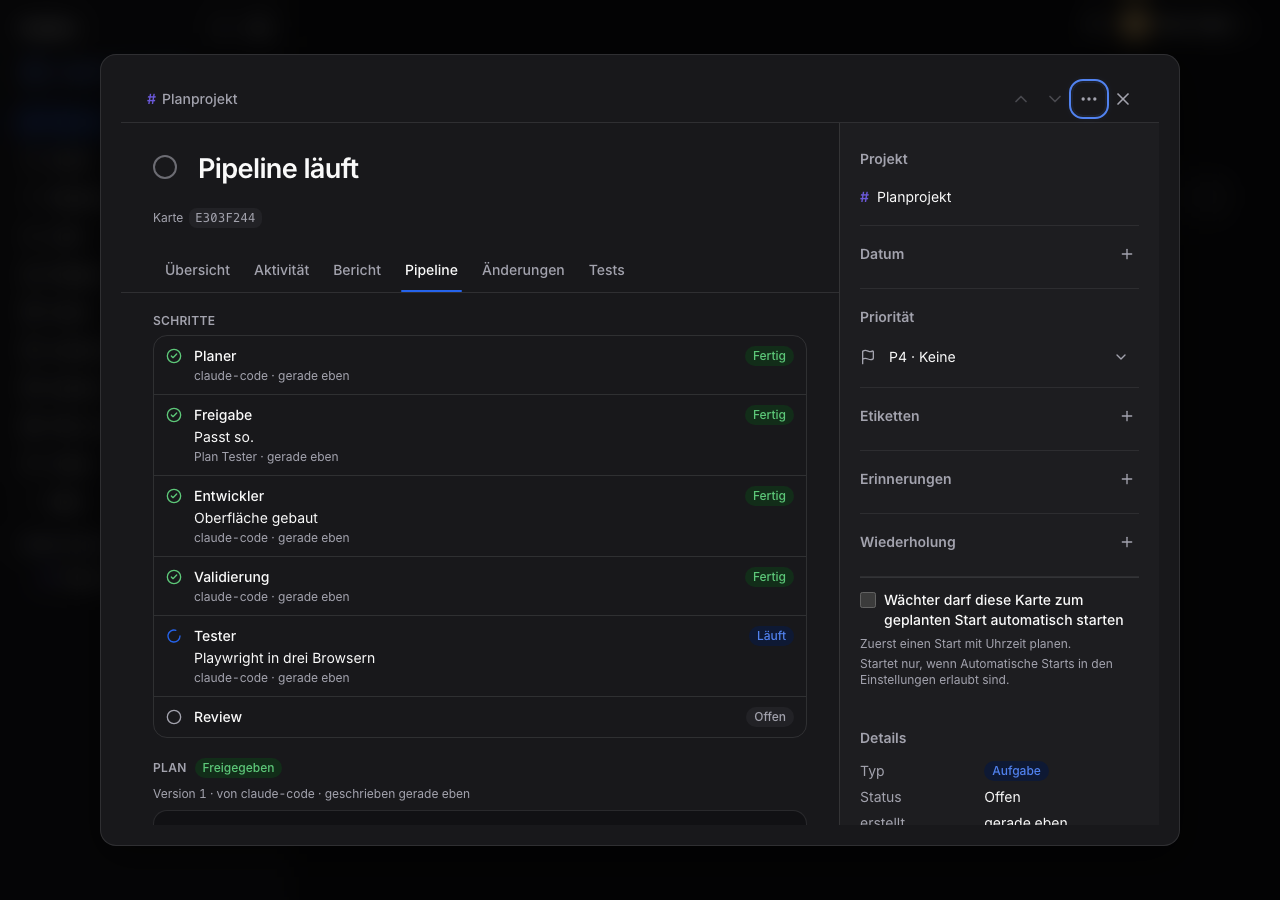 # Planprojekt
Pipeline läuft
Karte E303F244
Übersicht Aktivität Bericht Pipeline Änderungen Tests
SCHRITTE
Planer Fertig
claude-code · gerade eben
Freigabe Fertig
Passt so.
Plan Tester · gerade eben
Entwickler Fertig
Oberfläche gebaut
claude-code · gerade eben
Validierung Fertig
claude-code · gerade eben
Tester Läuft
Playwright in drei Browsern
claude-code · gerade eben
Review Offen
PLAN Freigegeben
Version 1 · von claude-code · geschrieben gerade eben
Projekt
# Planprojekt
Datum
Priorität
P4 · Keine
Etiketten
Erinnerungen
Wiederholung
Wächter darf diese Karte zum
geplanten Start automatisch starten
Zuerst einen Start mit Uhrzeit planen.
Startet nur, wenn Automatische Starts in den
Einstellungen erlaubt sind.
Details
Typ Aufgabe
Status Offen
erstellt gerade eben